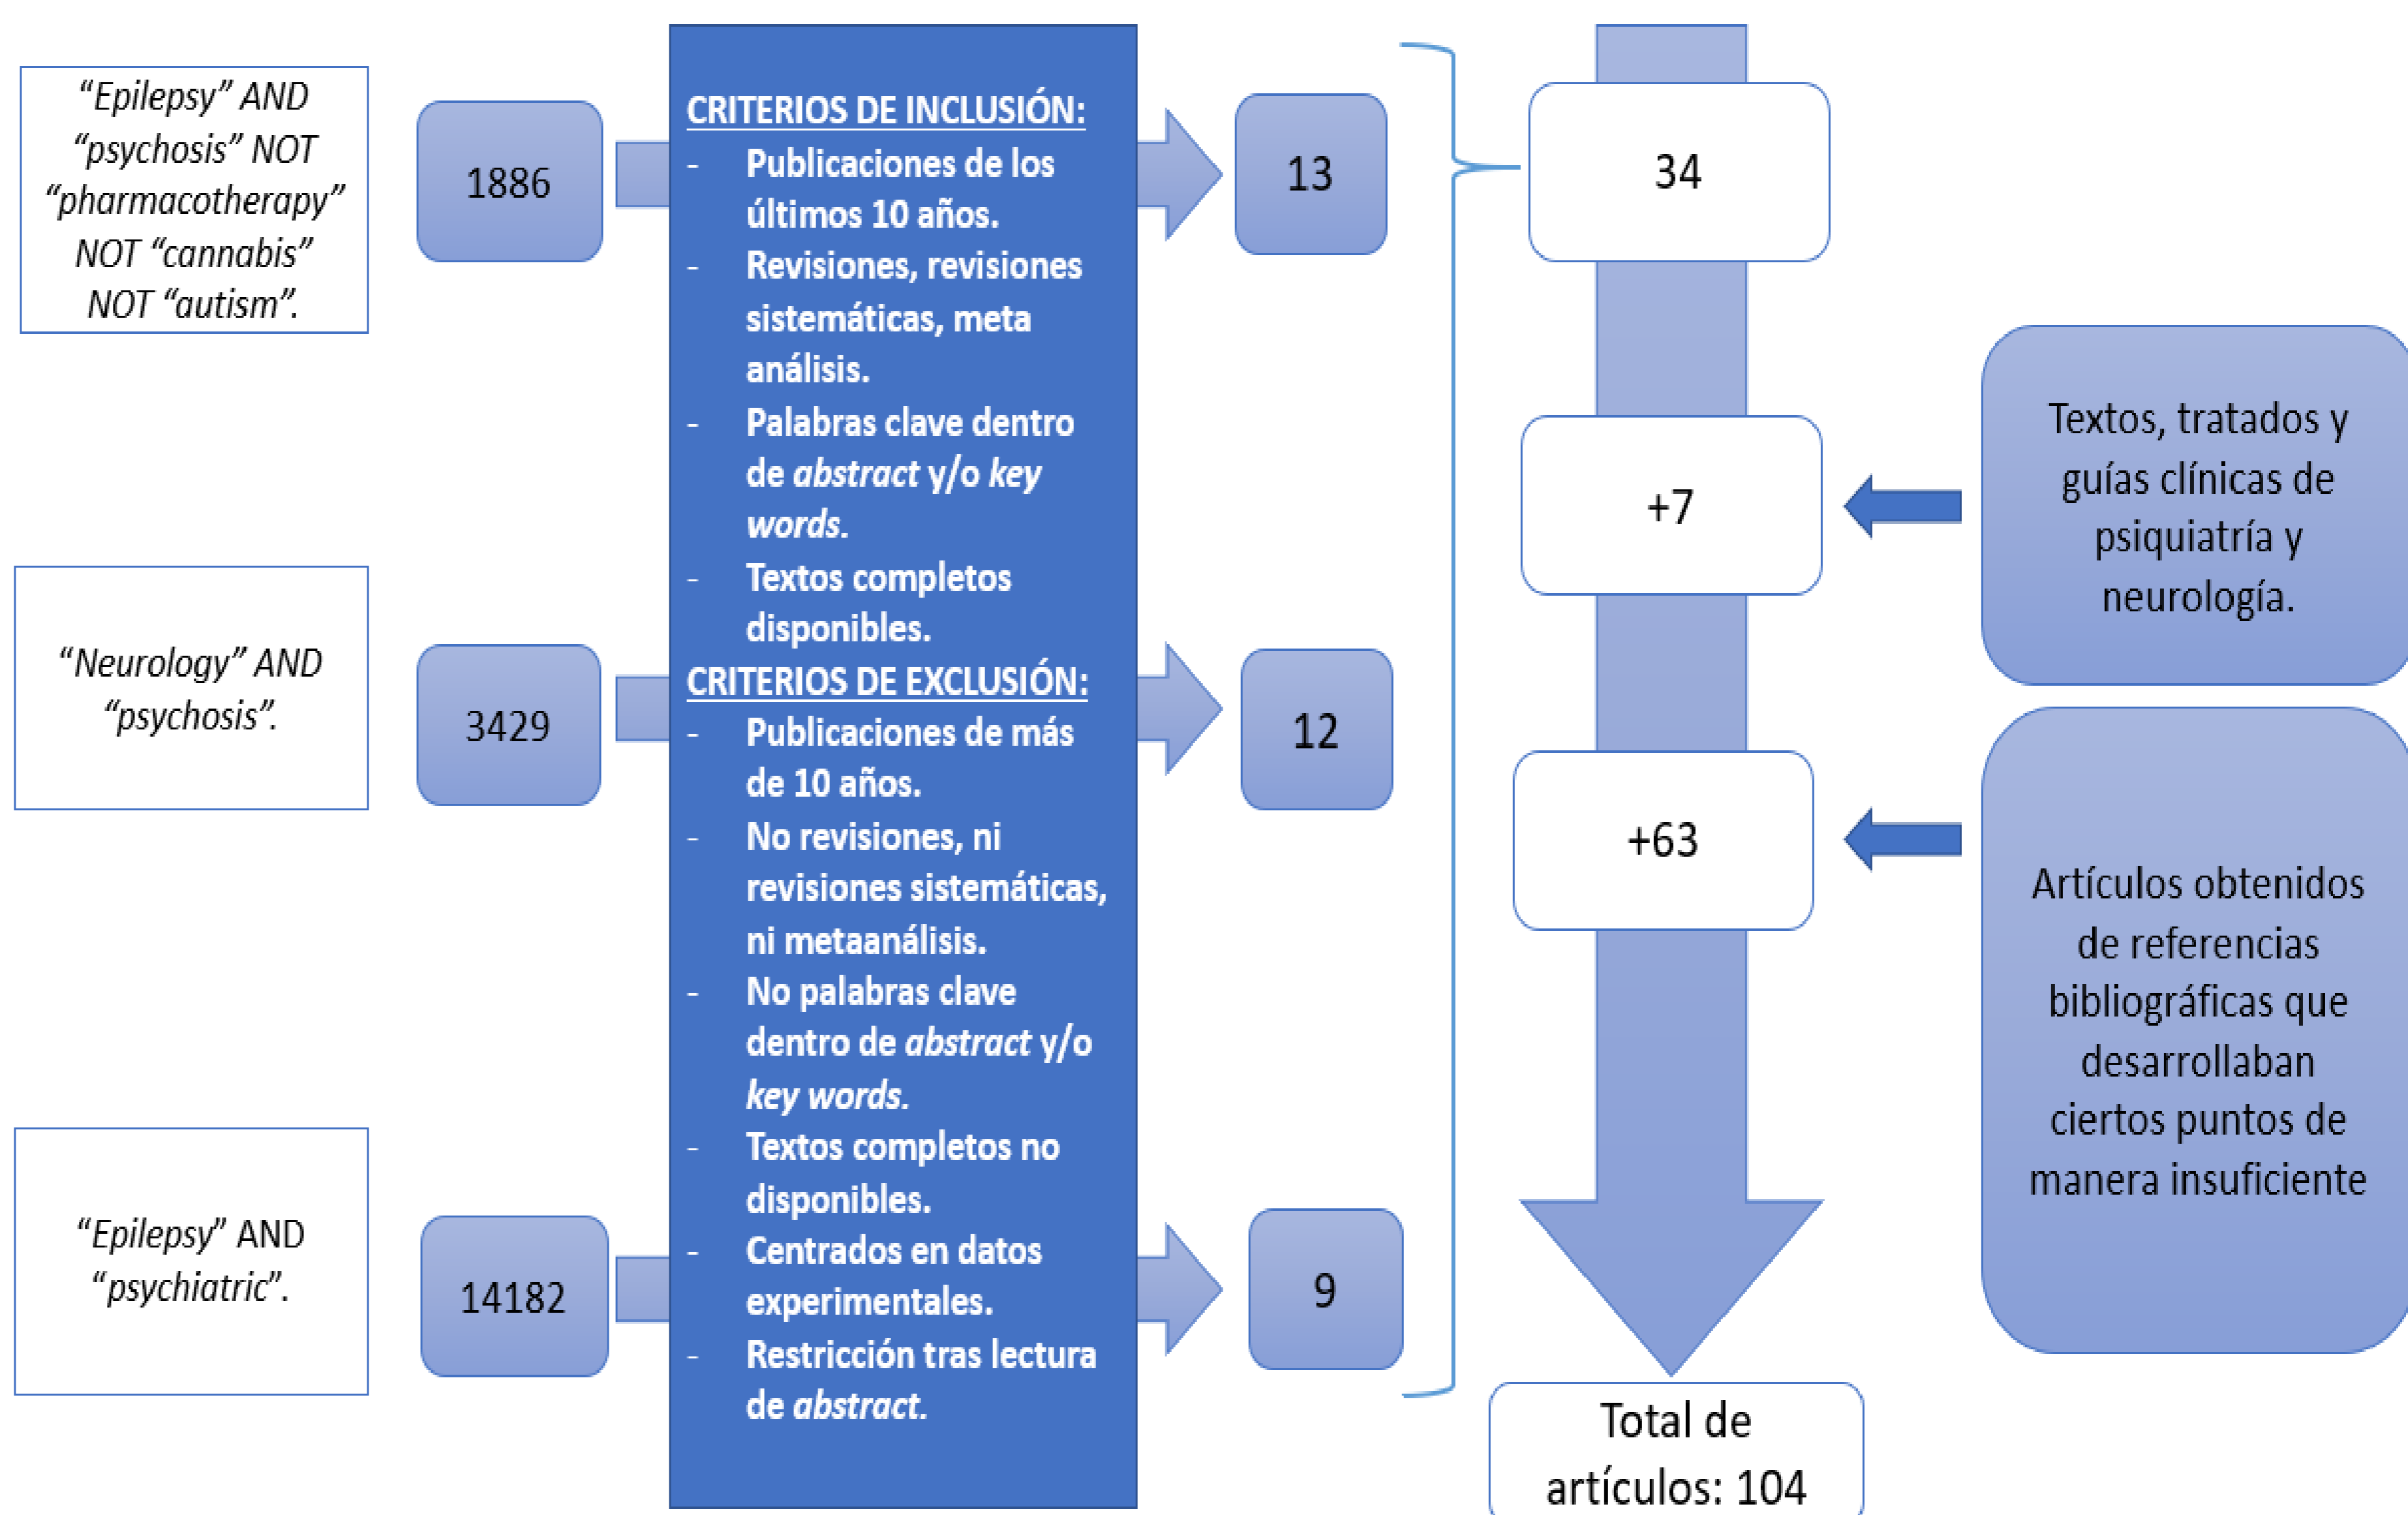 “Epilepsy” AND
“psychosis” NOT
“pharmacotherapy”
NOT “cannabis”
NOT “autism”.
1886
“Neurology” AND
“psychosis”.
3429
“Epilepsy” AND
“psychiatric”.
14182
CRITERIOS DE INCLUSIÓN:
- Publicaciones de los
últimos 10 años.
- Revisiones, revisiones
sistemáticas, meta
análisis.
- Palabras clave dentro
de abstract y/o key
words.
- Textos completos
disponibles.
CRITERIOS DE EXCLUSIÓN:
- Publicaciones de más
de 10 años.
- No revisiones, ni
revisiones sistemáticas,
ni metaanálisis.
- No palabras clave
dentro de abstract y/o
key words.
- Textos completos no
disponibles.
- Centrados en datos
experimentales.
- Restricción tras lectura
de abstract.
13
12
9
34
+7
+63
Total de
artículos: 104
Textos, tratados y
guías clínicas de
psiquiatría y
neurología.
Artículos obtenidos
de referencias
bibliográficas que
desarrollaban
ciertos puntos de
manera insuficiente